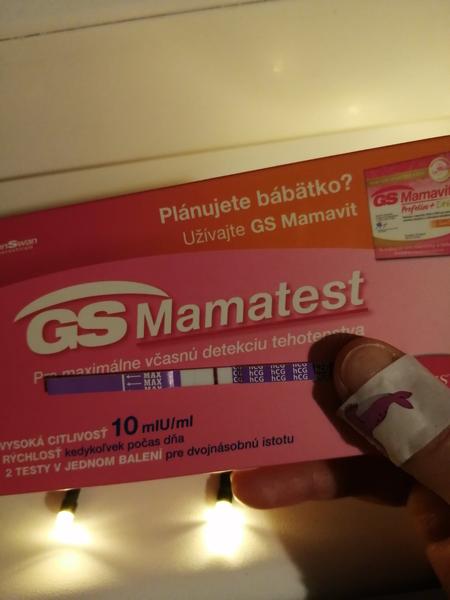 Plánujete bábätko?
Užívajte GS Mamavit
GS Mamavit
GS Mamatest
Pre maximálne včasnú detekciu tehotenstva
MAX
MAX
hCG hCG hCG hCG
hCG hCG hCG hCG
VYSOKÁ CITLIVOSŤ 10 mIU/ml
RÝCHLOSŤ kedykoľvek počas dňa
2 TESTY V JEDNOM BALENÍ pre dvojnásobnú istotu